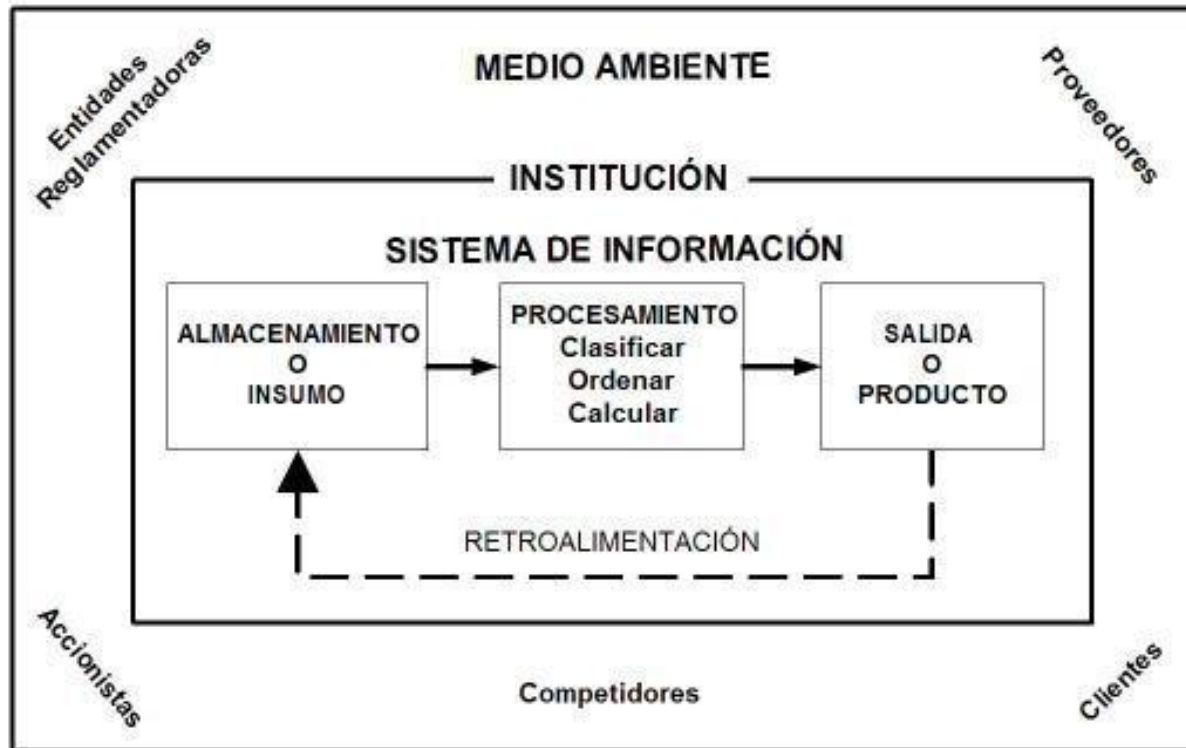 MEDIO AMBIENTE
Entidades
Reglamentadoras
Proveedores
INSTITUCIÓN
SISTEMA DE INFORMACIÓN
ALMACENAMIENTO
O
INSUMO
PROCESAMIENTO
Clasificar
Ordenar
Calcular
SALIDA
O
PRODUCTO
RETROALIMENTACIÓN
Accionistas
Competidores
Clientes